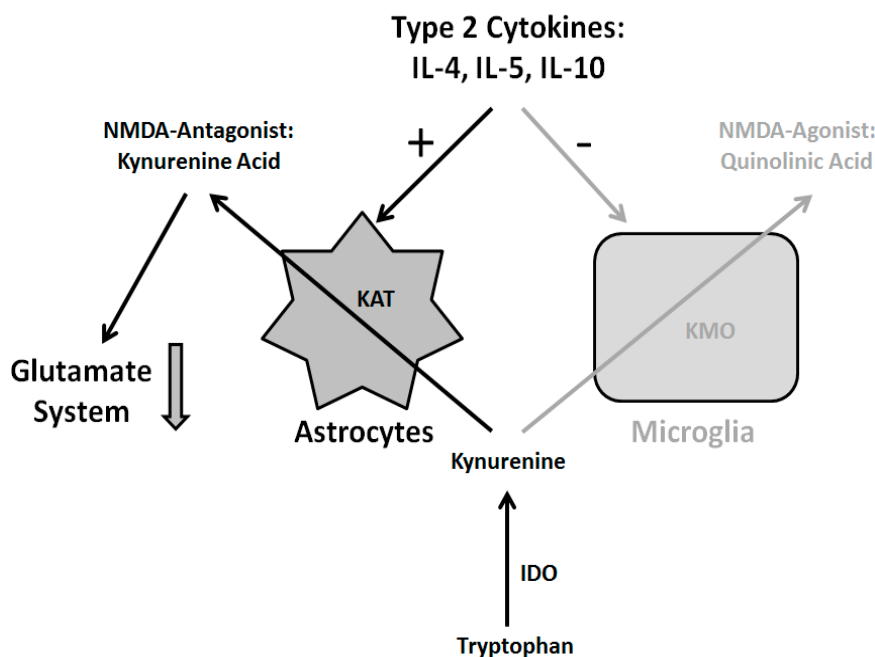 Type 2 Cytokines:
IL-4, IL-5, IL-10
NMDA-Antagonist:
Kynurenine Acid
+
-
NMDA-Agonist:
Quinolinic Acid
KAT
KMO
Glutamate
System
Astrocytes
Microglia
Kynurenine
IDO
Tryptophan